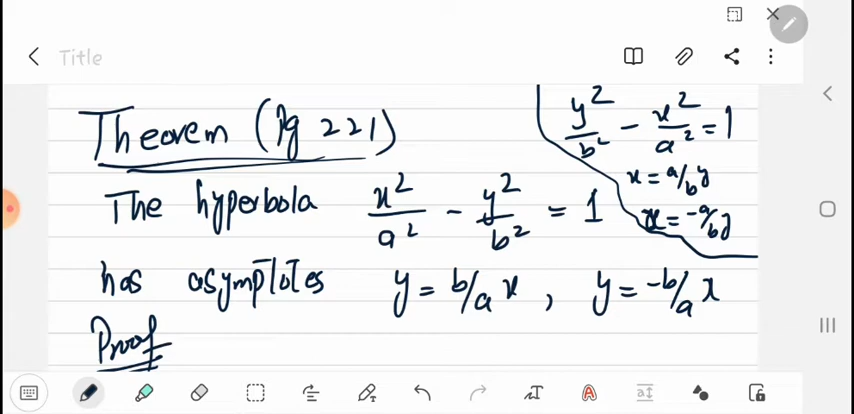 Title
Theorem (Pg 221)
y²/b² - x²/a² = 1
x = a/b y
x = -a/b y
The hyperbola x²/a² - y²/b² = 1
has asymptotes y = b/a x , y = -b/a x
Proof